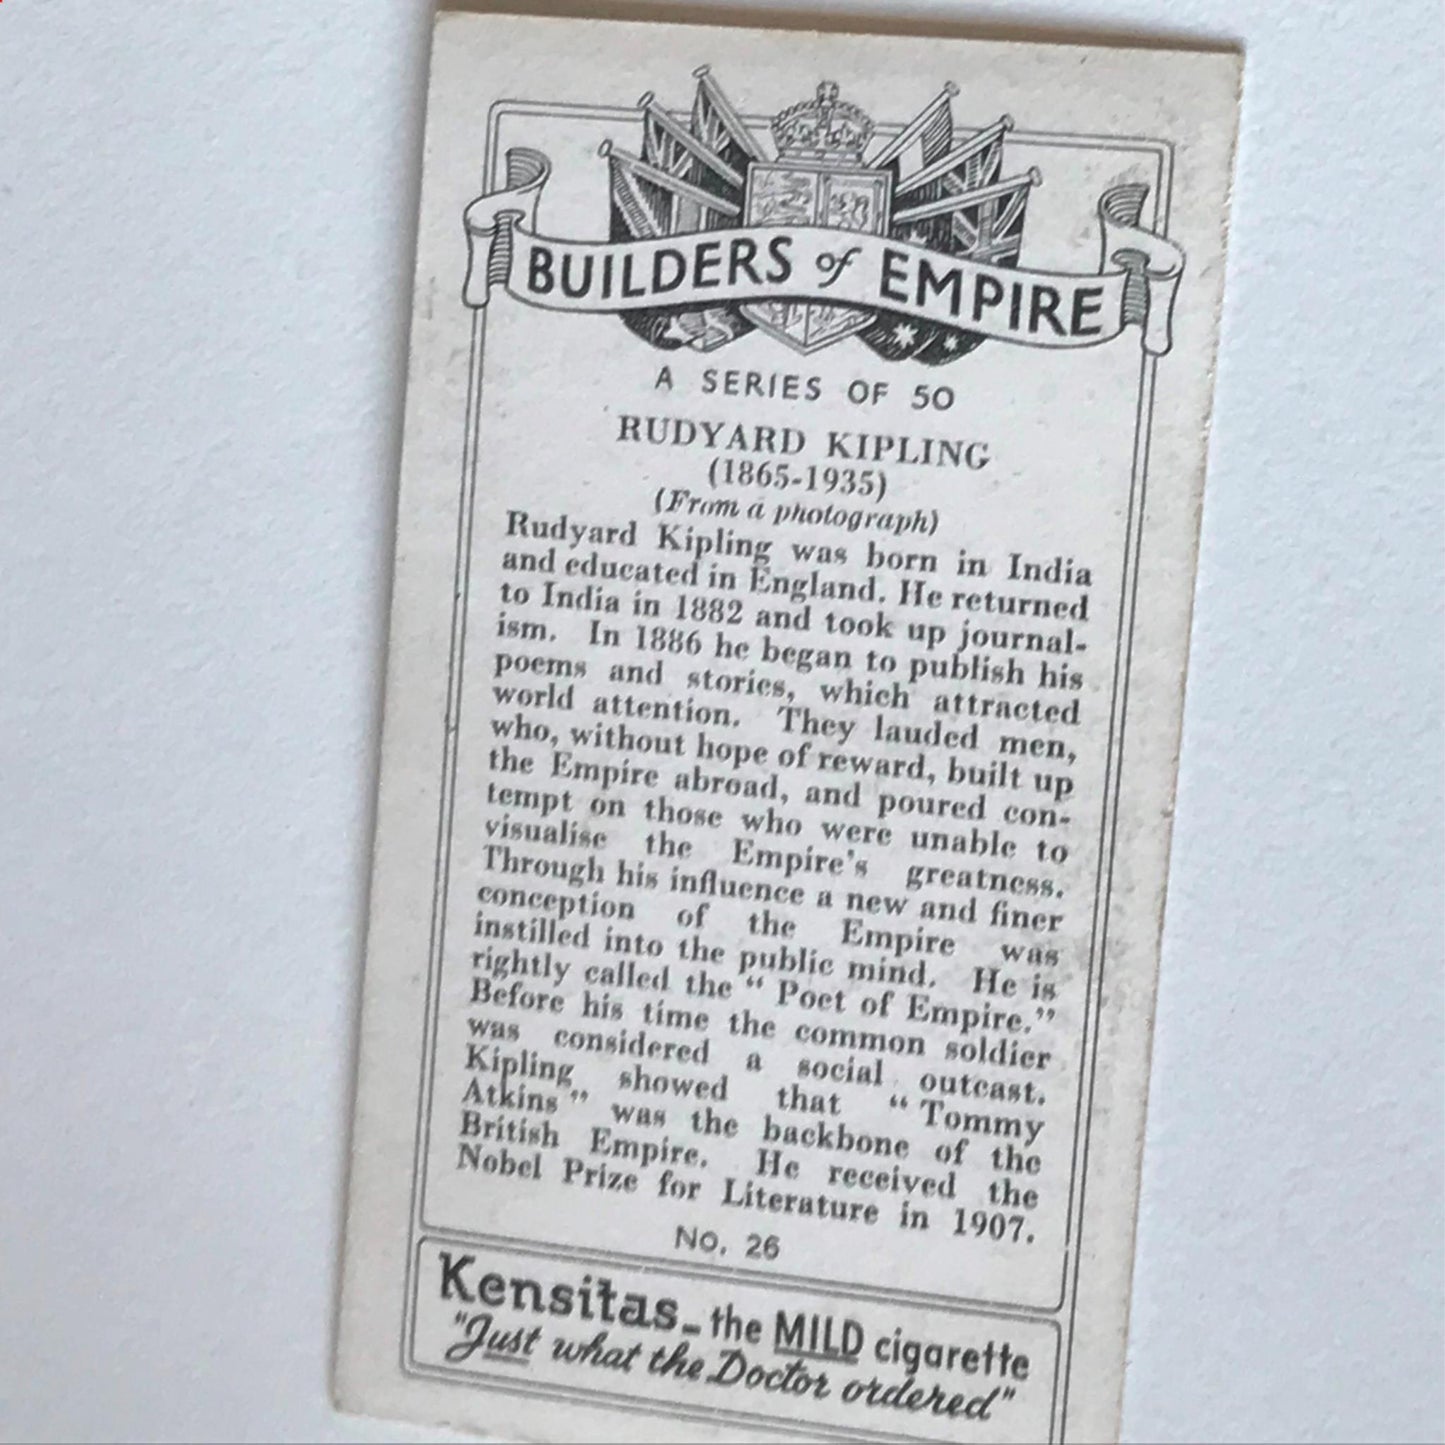 BUILDERS of EMPIRE
A SERIES OF 50
RUDYARD KIPLING
(1865-1935)
(From a photograph)
Rudyard Kipling was born in India
and educated in England. He returned
to India in 1882 and took up journal-
ism. In 1886 he began to publish his
poems and stories, which attracted
world attention. They lauded men,
who, without hope of reward, built up
the Empire abroad, and poured con-
tempt on those who were unable to
visualise the Empire's greatness.
Through his influence a new and finer
conception of the Empire was
instilled into the public mind. He is
rightly called the "Poet of Empire."
Before his time the common soldier
was considered a social outcast.
Kipling showed that "Tommy
Atkins" was the backbone of the
British Empire. He received the
Nobel Prize for Literature in 1907.
No. 26
Kensitas - the MILD cigarette
"Just what the Doctor ordered"